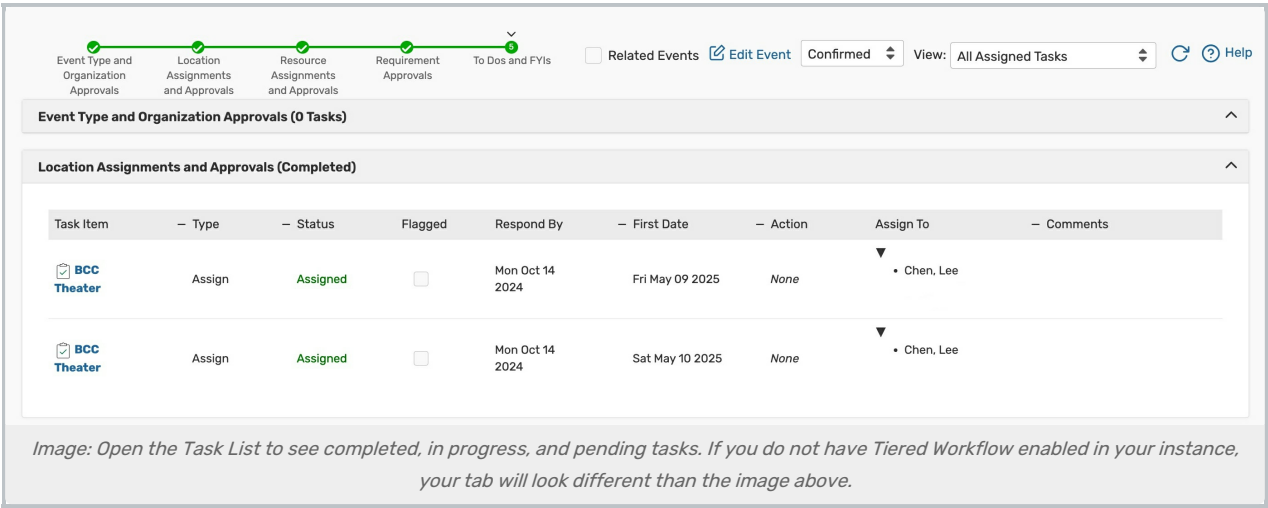 5
Event Type and
Organization
Approvals
Location
Assignments
and Approvals
Resource
Assignments
and Approvals
Requirement
Approvals
To Dos and FYIs
Related Events
Edit Event
Confirmed
View:
All Assigned Tasks
Help
Event Type and Organization Approvals (0 Tasks)
Location Assignments and Approvals (Completed)
Task Item – Type – Status Flagged Respond By – First Date – Action Assign To – Comments
BCC
Theater
Assign
Assigned
Mon Oct 14
2024
Fri May 09 2025
None
• Chen, Lee
BCC
Theater
Assign
Assigned
Mon Oct 14
2024
Sat May 10 2025
None
• Chen, Lee
Image: Open the Task List to see completed, in progress, and pending tasks. If you do not have Tiered Workflow enabled in your instance,
your tab will look different than the image above.